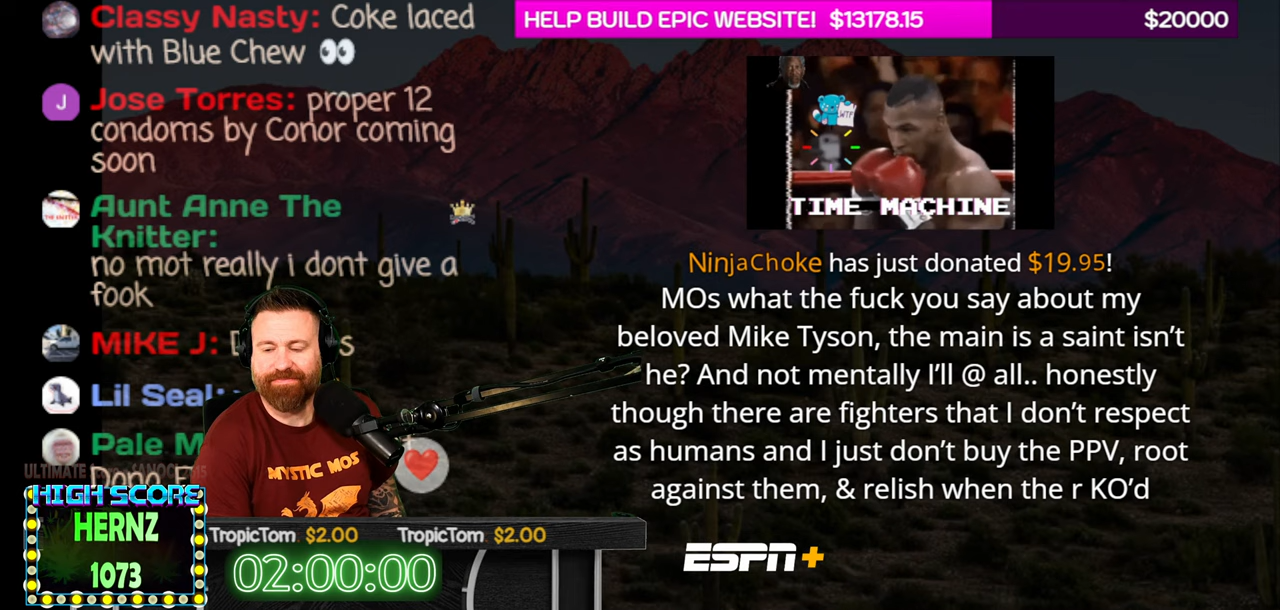 Classy Nasty: Coke laced
with Blue Chew 👀
HELP BUILD EPIC WEBSITE! $13178.15 $20000
J Jose Torres: proper 12
condoms by Conor coming
soon
Aunt Anne The
Knitter:
no mot really i dont give a
fook
MIKE J:
Lil Seal:
Pale M
WTF
TIME MACHINE
NinjaChoke has just donated $19.95!
MOs what the fuck you say about my
beloved Mike Tyson, the main is a saint isn't
he? And not mentally I'll @ all.. honestly
though there are fighters that I don't respect
as humans and I just don't buy the PPV, root
against them, & relish when the r KO'd
ESPN+
MYSTIC MOS
ULTIMATE
HIGH SCORE
HERNZ
1073
TropicTom $2.00 TropicTom $2.00
02:00:00